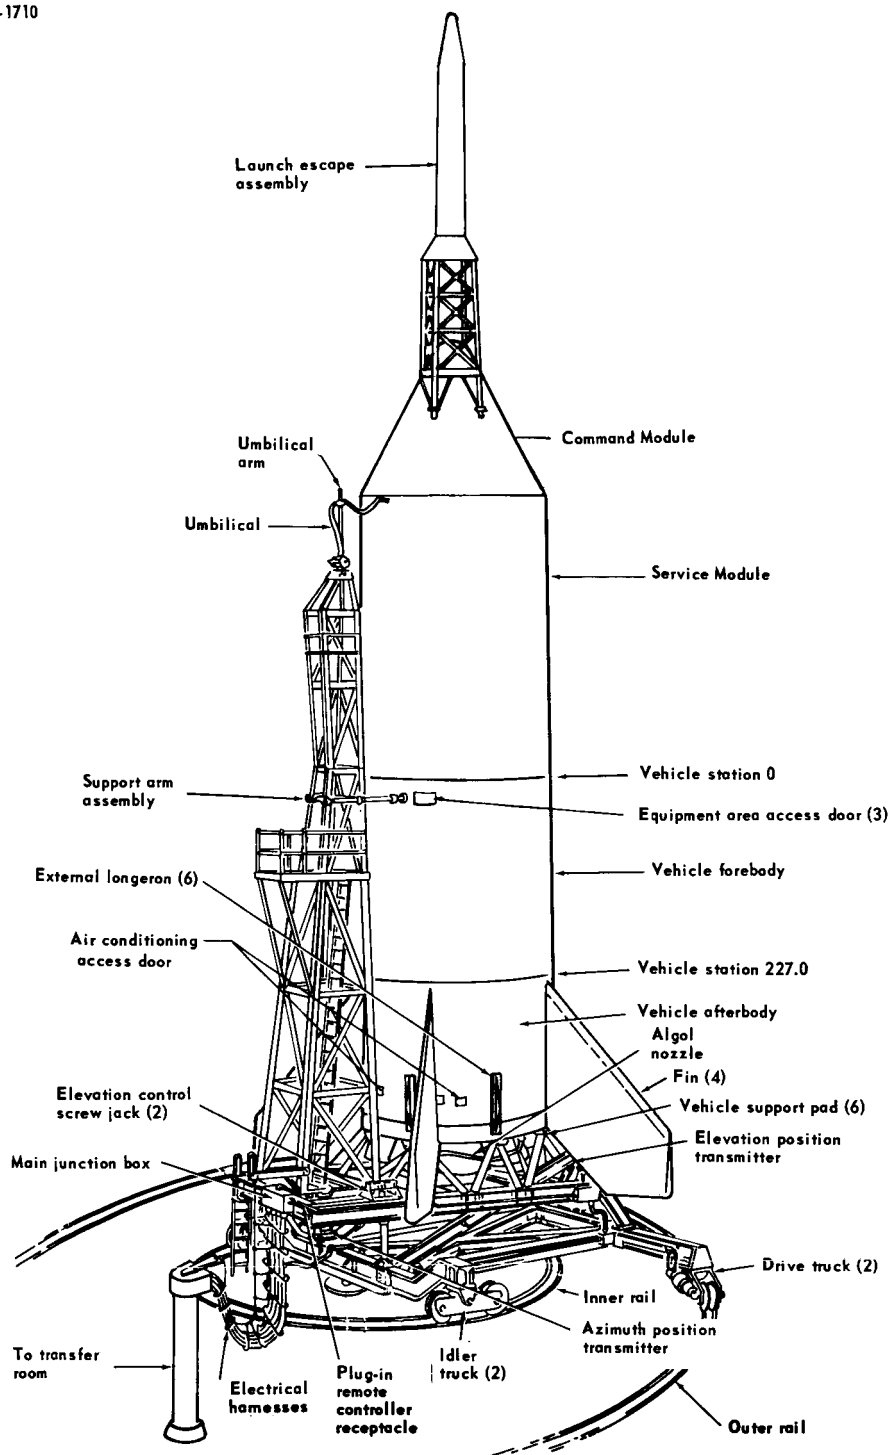 -1710
Launch escape
assembly
Command Module
Umbilical
arm
Umbilical
Service Module
Vehicle station 0
Support arm
assembly
Equipment area access door (3)
External longeron (6)
Vehicle forebody
Air conditioning
access door
Vehicle station 227.0
Vehicle afterbody
Algol
nozzle
Fin (4)
Elevation control
screw jack (2)
Vehicle support pad (6)
Elevation position
transmitter
Main junction box
Drive truck (2)
Inner rail
Azimuth position
transmitter
To transfer
room
Idler
truck (2)
Electrical
harnesses
Plug-in
remote
controller
receptacle
Outer rail